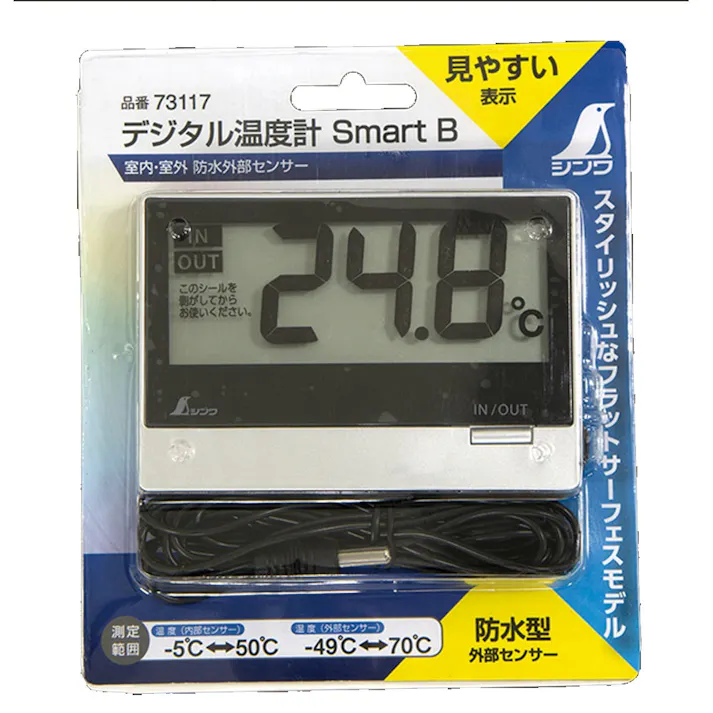 見やすい
表示
品番 73117
デジタル温度計 Smart B
室内・室外 防水外部センサー
シンワ
スタイリッシュなフラットサーフェスモデル
IN
OUT
24.8℃
このシールを
剥がしてから
お使いください。
シンワ
IN/OUT
測定
範囲
温度(内部センサー)
-5℃⇔50℃
温度(外部センサー)
-49℃⇔70℃
防水型
外部センサー